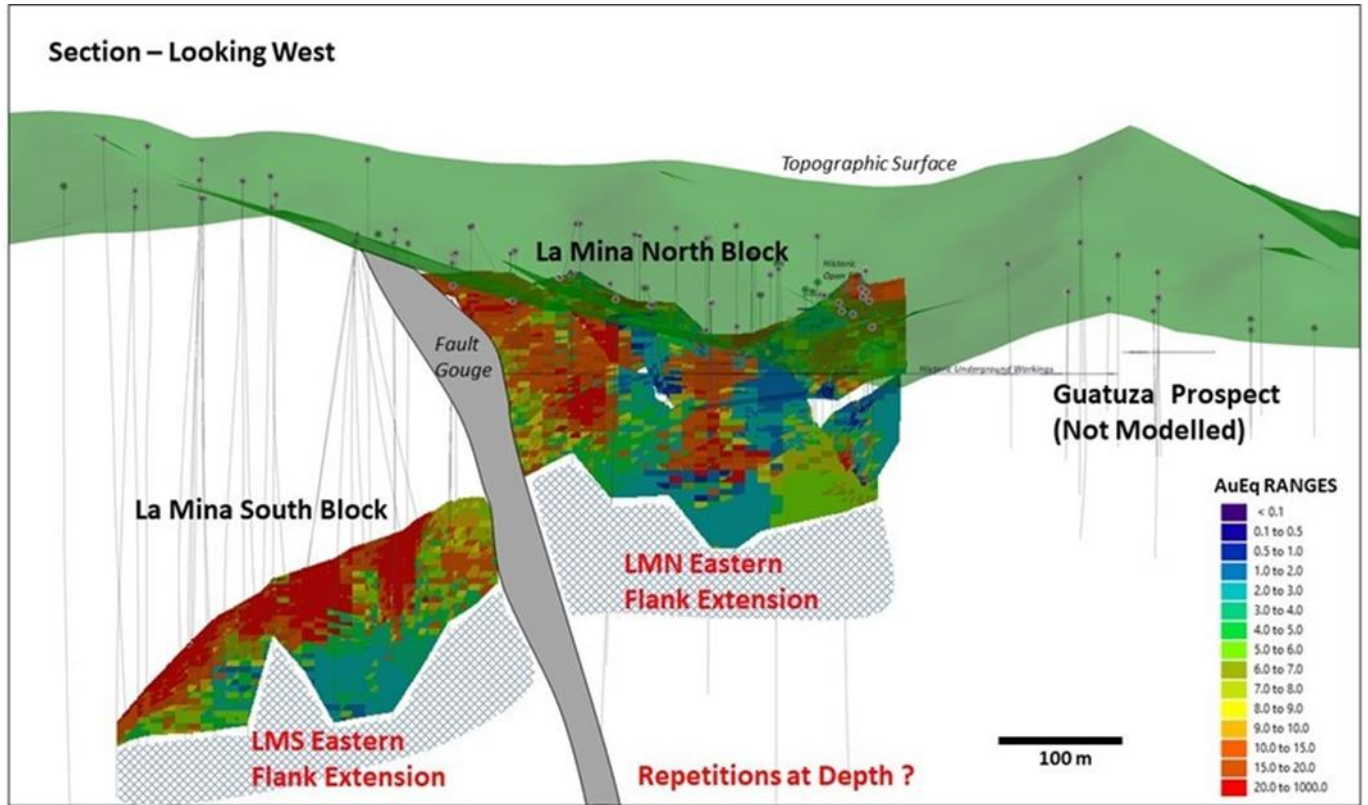 Section – Looking West
Topographic Surface
La Mina North Block
Historic
Open
Fault
Gouge
Historic Underground Workings
Guatuza Prospect
(Not Modelled)
La Mina South Block
AuEq RANGES
< 0.1
0.1 to 0.5
0.5 to 1.0
1.0 to 2.0
2.0 to 3.0
3.0 to 4.0
4.0 to 5.0
5.0 to 6.0
6.0 to 7.0
7.0 to 8.0
8.0 to 9.0
9.0 to 10.0
10.0 to 15.0
15.0 to 20.0
20.0 to 1000.0
LMN Eastern
Flank Extension
LMS Eastern
Flank Extension
Repetitions at Depth ?
100 m